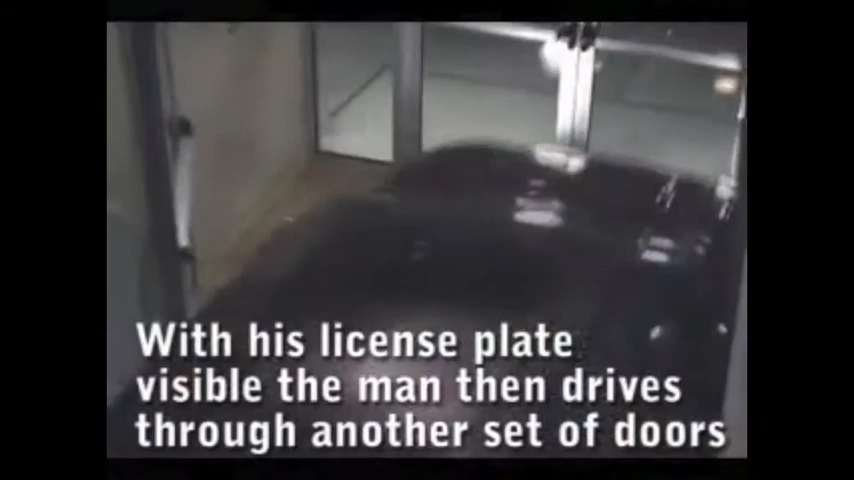 With his license plate
visible the man then drives
through another set of doors